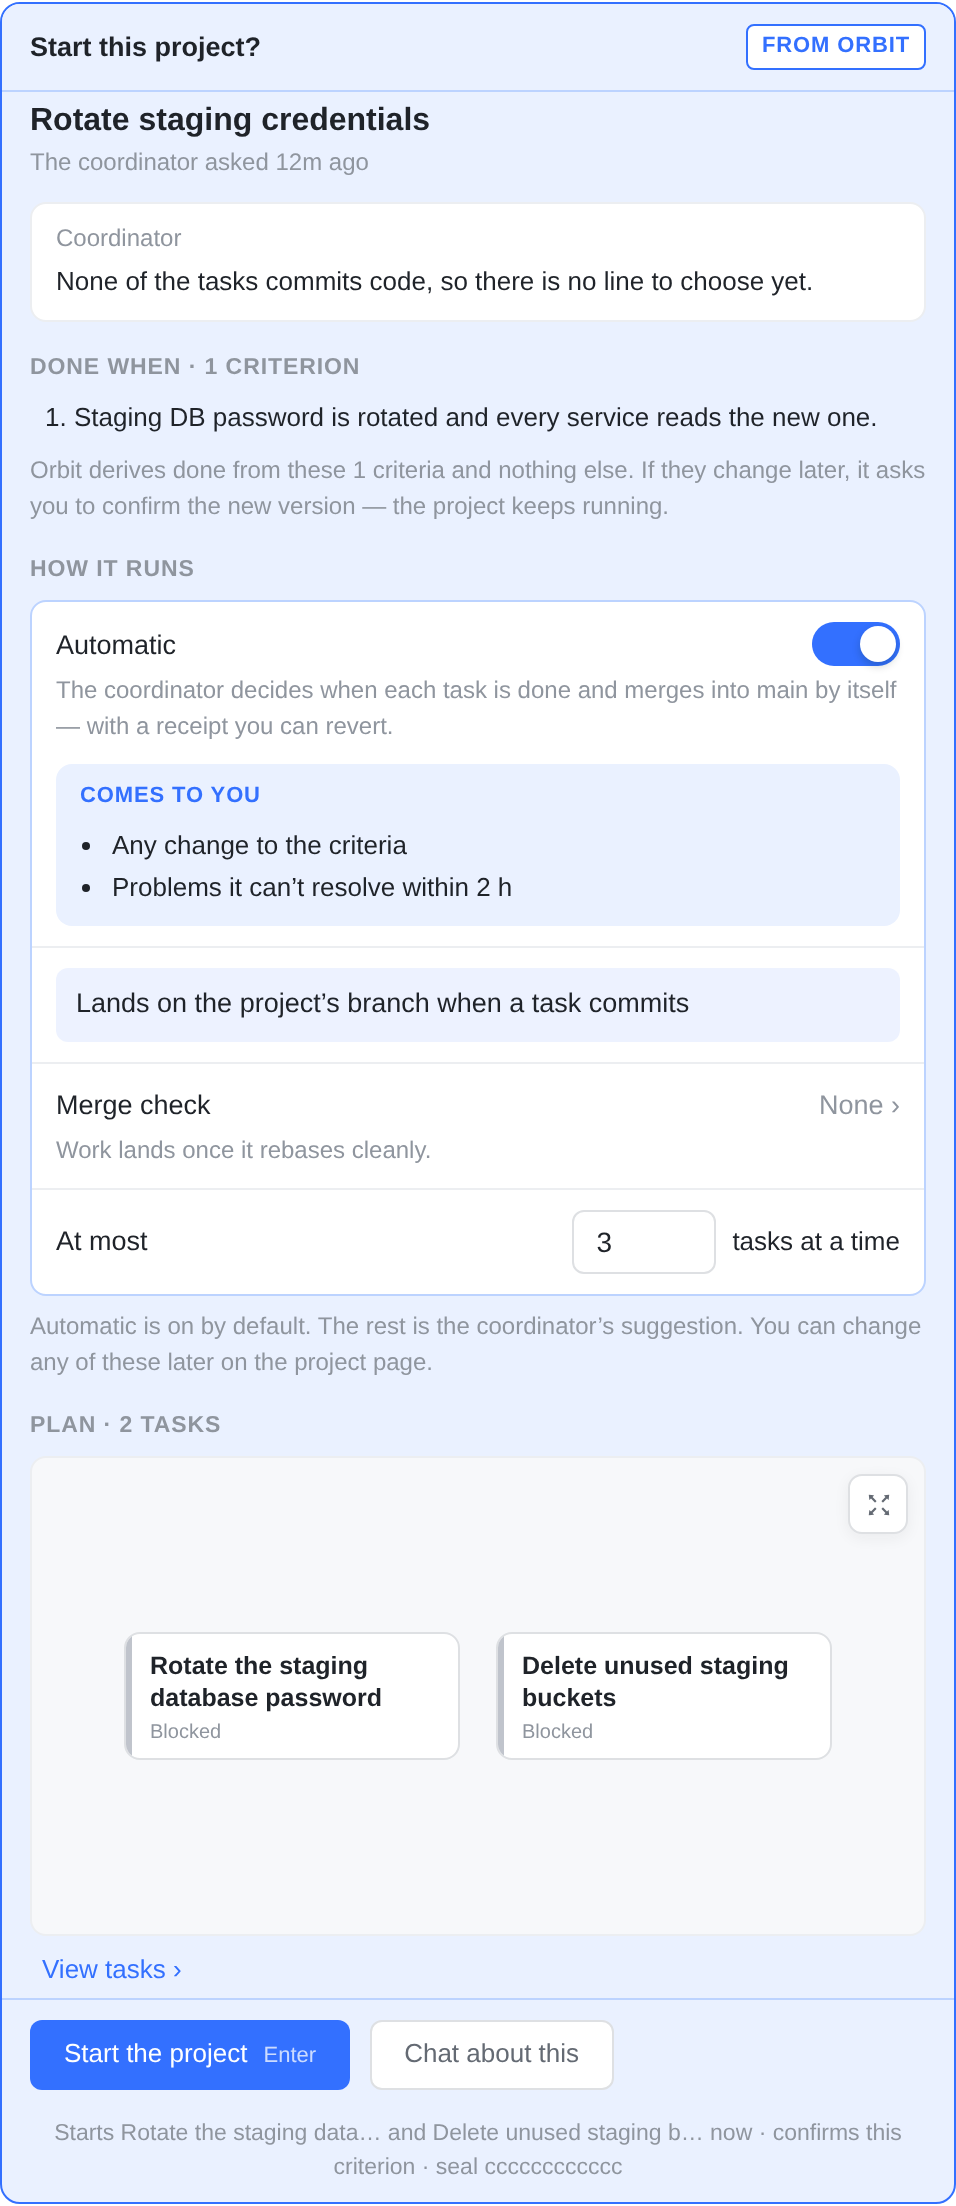 Start this project?
FROM ORBIT
Rotate staging credentials
The coordinator asked 12m ago
Coordinator
None of the tasks commits code, so there is no line to choose yet.
DONE WHEN · 1 CRITERION
1. Staging DB password is rotated and every service reads the new one.
Orbit derives done from these 1 criteria and nothing else. If they change later, it asks
you to confirm the new version — the project keeps running.
HOW IT RUNS
Automatic
The coordinator decides when each task is done and merges into main by itself
— with a receipt you can revert.
COMES TO YOU
• Any change to the criteria
• Problems it can’t resolve within 2 h
Lands on the project’s branch when a task commits
Merge check
None ›
Work lands once it rebases cleanly.
At most
3
tasks at a time
Automatic is on by default. The rest is the coordinator’s suggestion. You can change
any of these later on the project page.
PLAN · 2 TASKS
Rotate the staging
database password
Blocked
Delete unused staging
buckets
Blocked
View tasks ›
Start the project Enter
Chat about this
Starts Rotate the staging data… and Delete unused staging b… now · confirms this
criterion · seal cccccccccccc